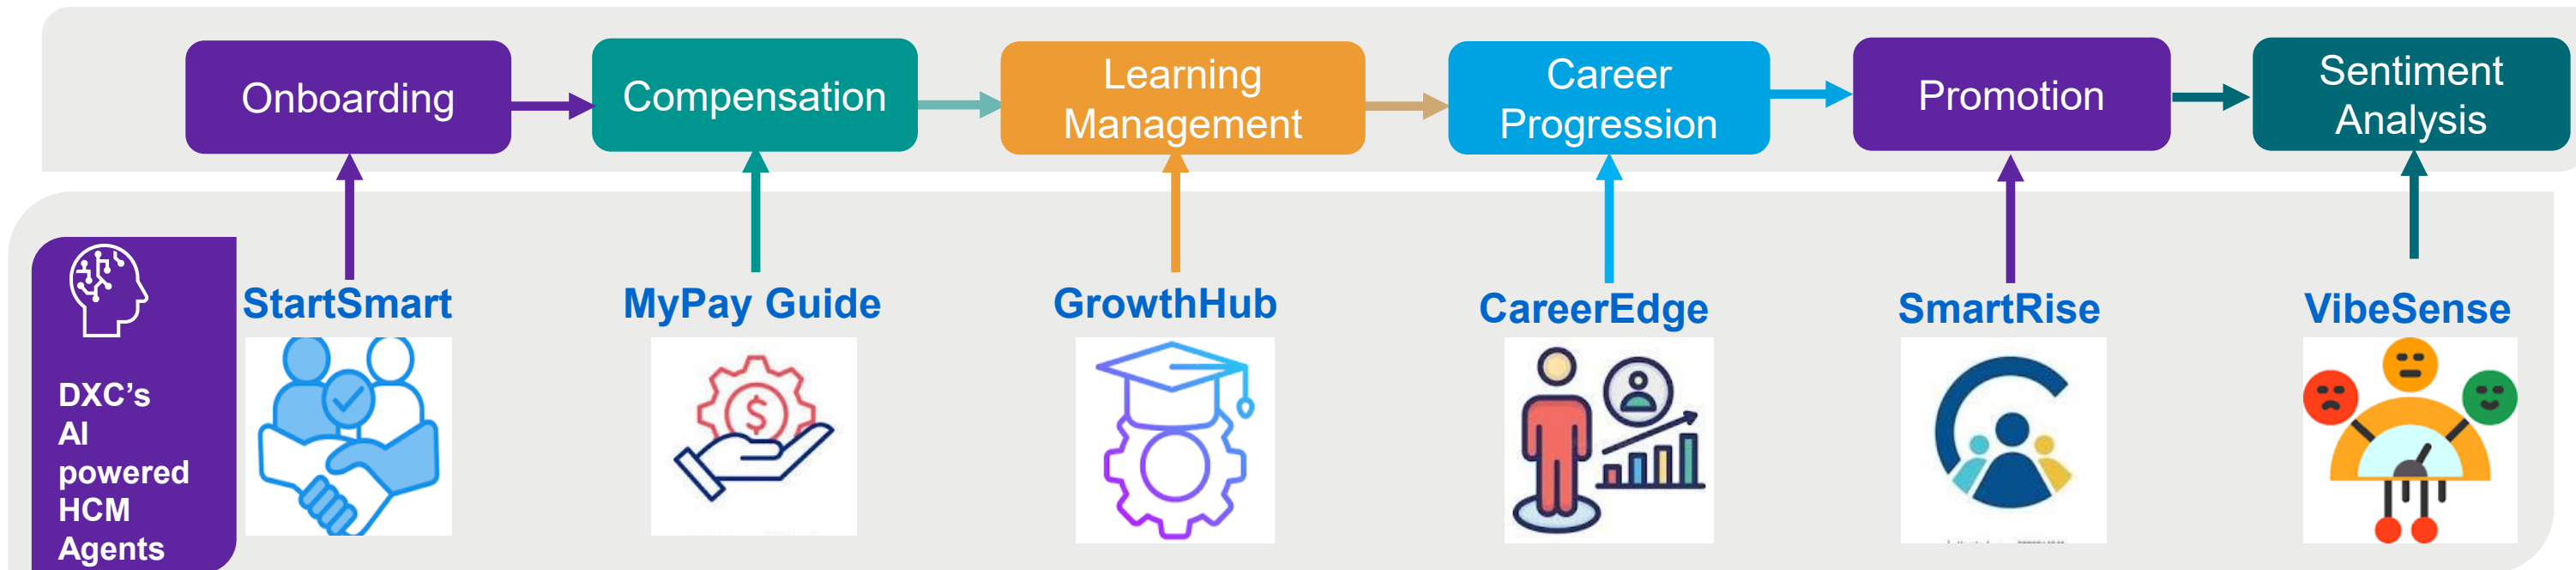 Onboarding
Compensation
Learning
Management
Career
Progression
Promotion
Sentiment
Analysis
DXC’s
AI
powered
HCM
Agents
StartSmart
MyPay Guide
GrowthHub
CareerEdge
SmartRise
VibeSense
$